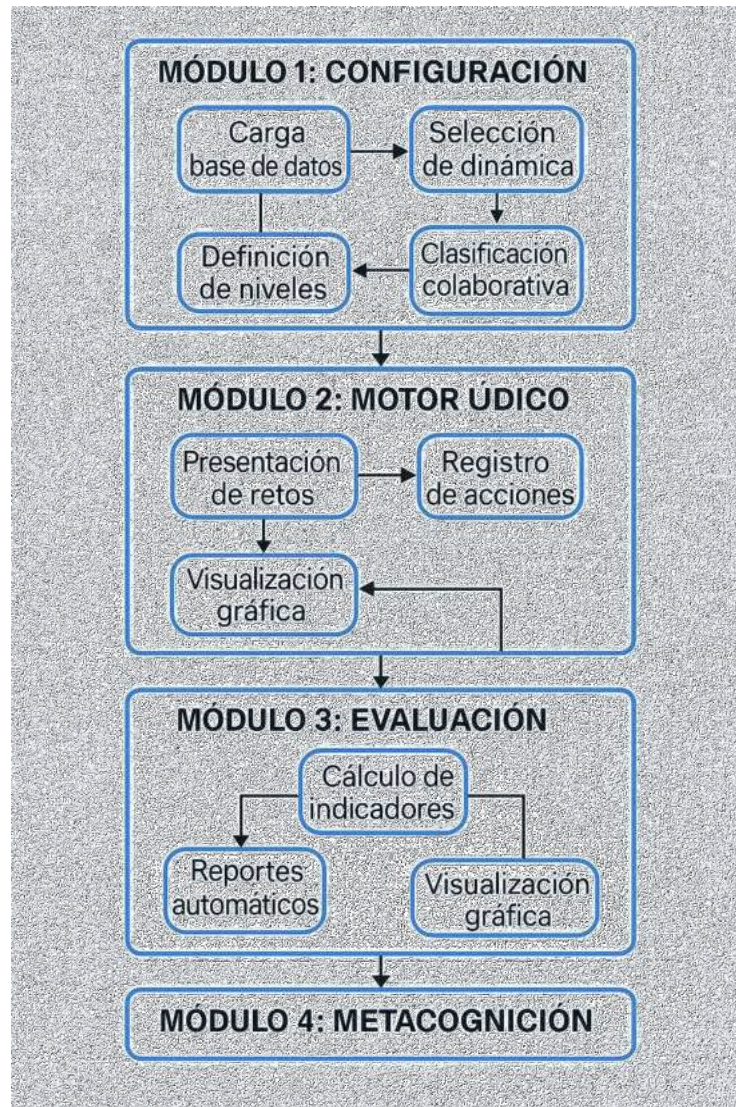 MÓDULO 1: CONFIGURACIÓN
Carga
base de datos
Selección
de dinámica
Definición
de niveles
Clasificación
colaborativa
MÓDULO 2: MOTOR ÚDICO
Presentación
de retos
Registro
de acciones
Visualización
gráfica
MÓDULO 3: EVALUACIÓN
Cálculo de
indicadores
Reportes
automáticos
Visualización
gráfica
MÓDULO 4: METACOGNICIÓN